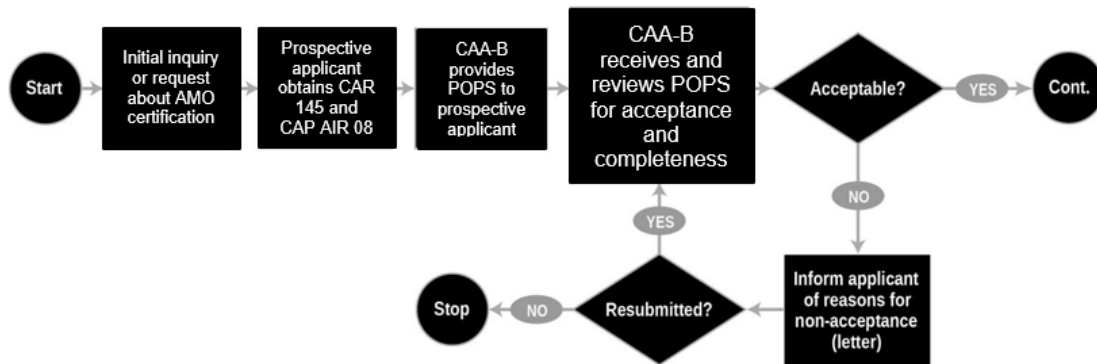 Start
Initial inquiry
or request
about AMO
certification
Prospective
applicant
obtains CAR
145 and
CAP AIR 08
CAA-B
provides
POPS to
prospective
applicant
CAA-B
receives and
reviews POPS
for acceptance
and
completeness
Acceptable?
YES
Cont.
NO
Inform applicant
of reasons for
non-acceptance
(letter)
Resubmitted?
YES
NO
Stop